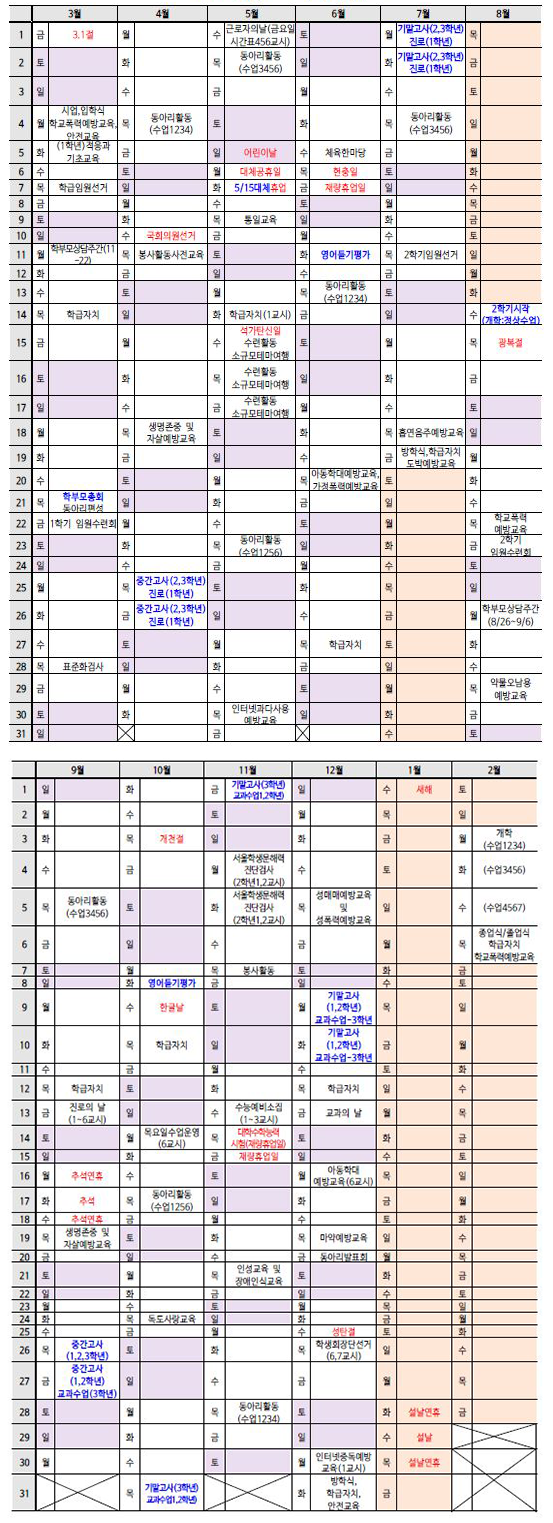 3월 4월 5월 6월 7월 8월
1 금 3.1절 월 수 근로자의날(금요일 시간표456교시) 토 월 기말고사(2,3학년) 진로(1학년) 목
2 토 화 목 동아리활동 (수업3456) 일 화 기말고사(2,3학년) 진로(1학년) 금
3 일 수 금 월 수 토
4 월 시업,입학식 학교폭력예방교육, 안전교육 목 동아리활동 (수업1234) 토 화 목 동아리활동 (수업3456) 일
5 화 (1학년)적응과 기초교육 금 일 어린이날 수 체육한마당 금 월
6 수 토 월 대체공휴일 목 현충일 토 화
7 목 학급임원선거 일 화 5/15대체휴업 금 재량휴업일 일 수
8 금 월 수 토 월 목
9 토 화 목 통일교육 일 화 금
10 일 수 국회의원선거 금 월 수 토
11 월 학부모상담주간(11 -22) 목 봉사활동사전교육 토 화 영어듣기평가 목 2학기임원선거 일
12 화 금 일 수 금 월
13 수 토 월 목 동아리활동 (수업1234) 토 화
14 목 학급자치 일 화 학급자치(1교시) 금 일 수 2학기시작 (개학:정상수업)
15 금 월 수 석가탄신일 수련활동 소규모테마여행 토 월 목 광복절
16 토 화 목 수련활동 소규모테마여행 일 화 금
17 일 수 금 수련활동 소규모테마여행 월 수 토
18 월 목 생명존중 및 자살예방교육 토 화 목 흡연음주예방교육 일
19 화 금 일 수 금 방학식,학급자치 도박예방교육 월
20 수 토 월 목 아동학대예방교육, 가정폭력예방교육 토 화
21 목 학부모총회 동아리편성 일 화 금 일 수
22 금 1학기 임원수련회 월 수 토 월 목 학교폭력 예방교육
23 토 화 목 동아리활동 (수업1256) 일 화 금 2학기 임원수련회
24 일 수 금 월 수 토
25 월 목 중간고사(2,3학년) 진로(1학년) 토 화 목 일
26 화 금 중간고사(2,3학년) 진로(1학년) 일 수 금 월 학부모상담주간 (8/26~9/6)
27 수 토 월 목 학급자치 토 화
28 목 표준화검사 일 화 금 일 수
29 금 월 수 토 월 목 약물오남용 예방교육
30 토 화 목 인터넷과다사용 예방교육 일 화 금
31 일 금 수 토
9월 10월 11월 12월 1월 2월
1 일 화 금 기말고사(3학년) 교과수업1,2학년) 일 수 새해 토
2 월 수 토 월 목 일
3 화 목 개천절 일 화 금 월 개학 (수업1234)
4 수 금 월 서울학생문해력 진단검사 (2학년1,2교시) 수 토 화 (수업3456)
5 목 동아리활동 (수업3456) 토 화 서울학생문해력 진단검사 (2학년1,2교시) 목 성매매예방교육 및 성폭력예방교육 일 수 (수업4567)
6 금 일 수 금 월 목 종업식/졸업식 학급자치 학교폭력예방교육
7 토 월 목 봉사활동 토 화 금
8 일 화 영어듣기평가 금 일 수 토
9 월 수 한글날 토 월 기말고사 (1,2학년) 교과수업-3학년 목 일
10 화 목 학급자치 일 화 기말고사 (1,2학년) 교과수업-3학년 금 월
11 수 금 월 수 토 화
12 목 학급자치 토 화 목 학급자치 일 수
13 금 진로의 날 (1~6교시) 일 수 수능예비소집 (1~3교시) 금 교과의 날 월 목
14 토 월 목요일수업운영 (6교시) 목 대학수학능력 시험(재량휴업일) 토 화 금
15 일 화 금 재량휴업일 일 수 토
16 월 추석연휴 수 토 월 아동학대 예방교육(6교시) 목 일
17 화 추석 목 동아리활동 (수업1256) 일 화 금 월
18 수 추석연휴 금 월 수 토 화
19 목 생명존중 및 자살예방교육 토 화 목 마약예방교육 일 수
20 금 일 수 금 동아리발표회 월 목
21 토 월 목 인성교육 및 장애인식교육 토 화 금
22 일 화 금 일 수 토
23 월 수 토 월 목 일
24 화 목 독도사랑교육 일 화 금 월
25 수 금 월 수 성탄절 토 화
26 목 중간고사 (1,2,3학년) 토 화 목 학생회장단선거 (6,7교시) 일 수
27 금 중간고사 (1,2학년) 교과수업(3학년) 일 수 금 월 목
28 토 월 목 동아리활동 (수업1234) 토 화 설날연휴 금
29 일 화 금 일 수 설날
30 월 수 토 월 인터넷중독예방 교육(1교시) 목 설날연휴
31 목 기말고사(3학년) 교과수업1,2학년) 화 방학식, 학급자치, 안전교육 금